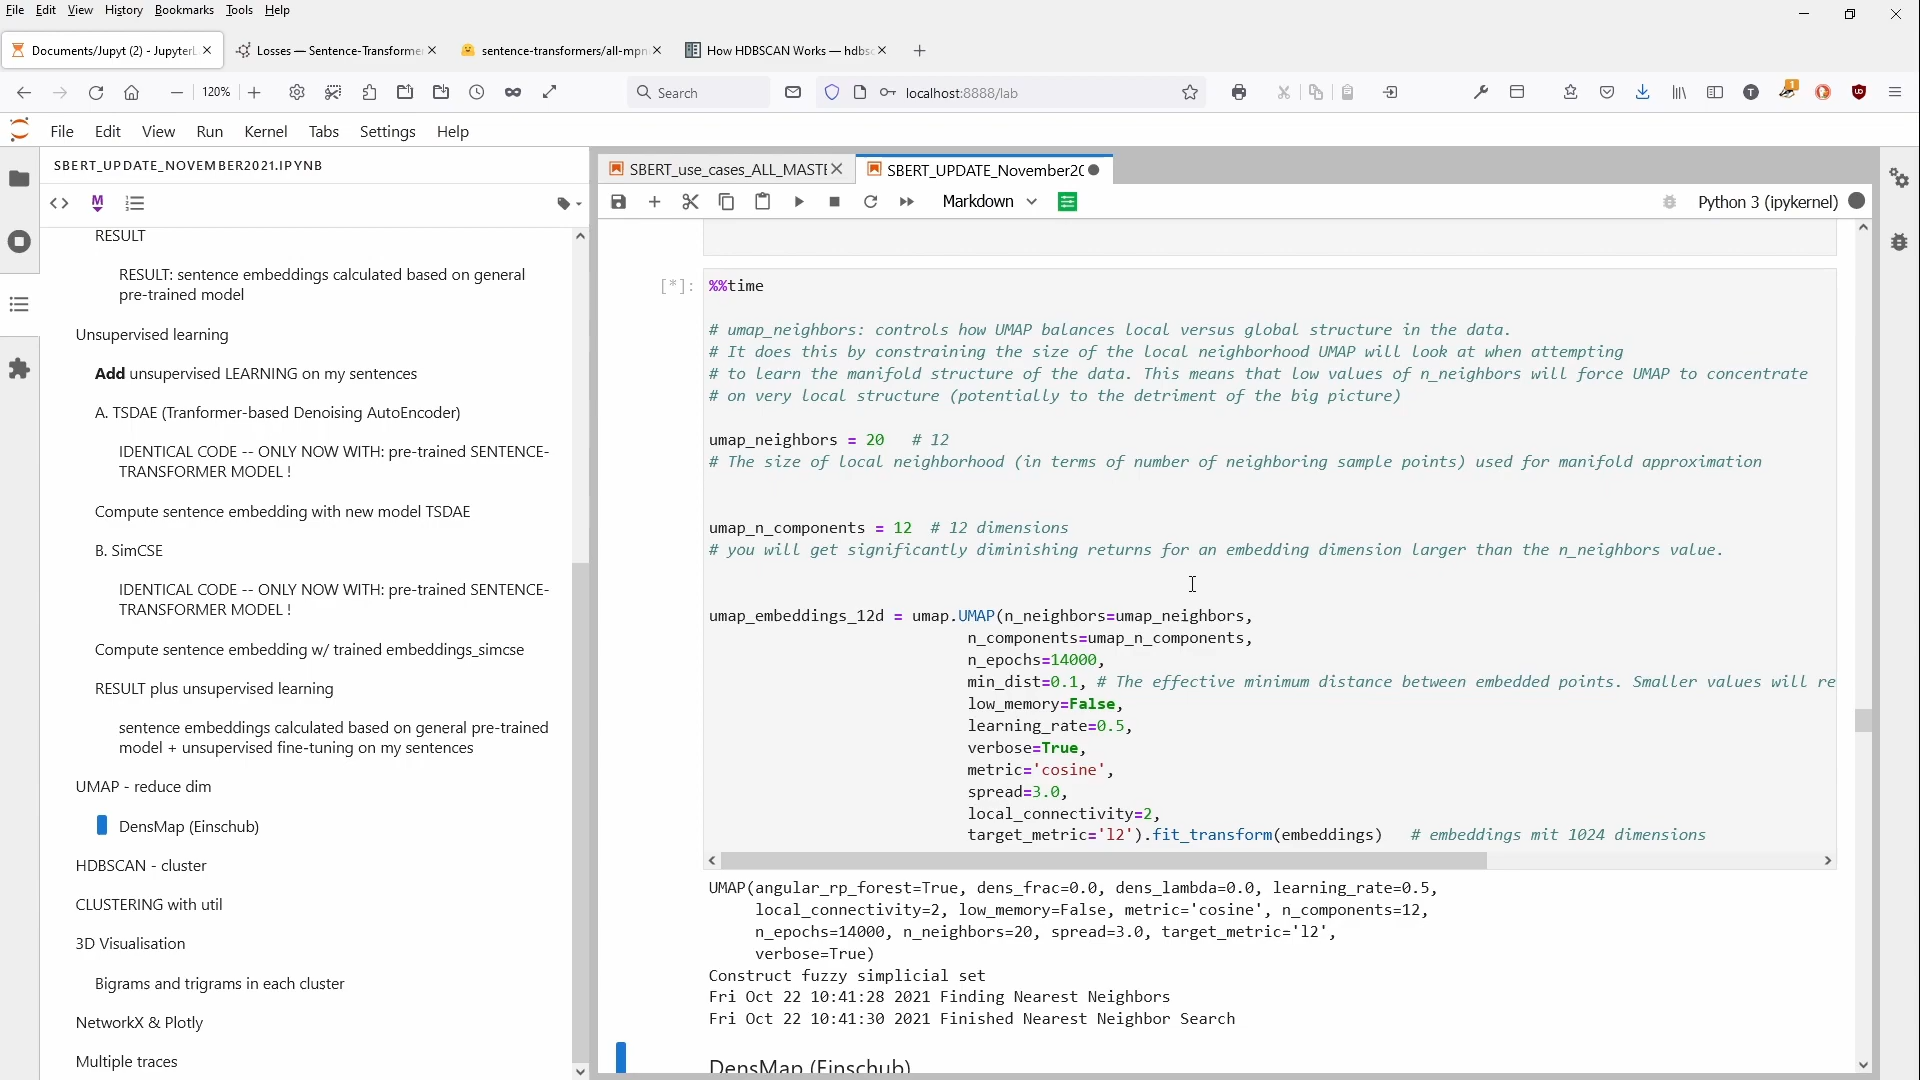 File Edit View History Bookmarks Tools Help
Documents/Jupyt (2) - JupyterL
Losses — Sentence-Transforme
sentence-transformers/all-mpn
How HDBSCAN Works — hdbsc
120%
Search
localhost:8888/lab
File Edit View Run Kernel Tabs Settings Help
SBERT_UPDATE_NOVEMBER2021.IPYNB
RESULT
RESULT: sentence embeddings calculated based on general
pre-trained model
Unsupervised learning
Add unsupervised LEARNING on my sentences
A. TSDAE (Tranformer-based Denoising AutoEncoder)
IDENTICAL CODE -- ONLY NOW WITH: pre-trained SENTENCE-
TRANSFORMER MODEL !
Compute sentence embedding with new model TSDAE
B. SimCSE
IDENTICAL CODE -- ONLY NOW WITH: pre-trained SENTENCE-
TRANSFORMER MODEL !
Compute sentence embedding w/ trained embeddings_simcse
RESULT plus unsupervised learning
sentence embeddings calculated based on general pre-trained
model + unsupervised fine-tuning on my sentences
UMAP - reduce dim
DensMap (Einschub)
HDBSCAN - cluster
CLUSTERING with util
3D Visualisation
Bigrams and trigrams in each cluster
NetworkX & Plotly
Multiple traces
SBERT_use_cases_ALL_MASTE
SBERT_UPDATE_November20
Markdown
Python 3 (ipykernel)
[*]: %%time
# umap_neighbors: controls how UMAP balances local versus global structure in the data.
# It does this by constraining the size of the local neighborhood UMAP will look at when attempting
# to learn the manifold structure of the data. This means that low values of n_neighbors will force UMAP to concentrate
# on very local structure (potentially to the detriment of the big picture)
umap_neighbors = 20   # 12
# The size of local neighborhood (in terms of number of neighboring sample points) used for manifold approximation
umap_n_components = 12  # 12 dimensions
# you will get significantly diminishing returns for an embedding dimension larger than the n_neighbors value.
umap_embeddings_12d = umap.UMAP(n_neighbors=umap_neighbors,
n_components=umap_n_components,
n_epochs=14000,
min_dist=0.1, # The effective minimum distance between embedded points. Smaller values will re
low_memory=False,
learning_rate=0.5,
verbose=True,
metric='cosine',
spread=3.0,
local_connectivity=2,
target_metric='l2').fit_transform(embeddings)   # embeddings mit 1024 dimensions
UMAP(angular_rp_forest=True, dens_frac=0.0, dens_lambda=0.0, learning_rate=0.5,
local_connectivity=2, low_memory=False, metric='cosine', n_components=12,
n_epochs=14000, n_neighbors=20, spread=3.0, target_metric='l2',
verbose=True)
Construct fuzzy simplicial set
Fri Oct 22 10:41:28 2021 Finding Nearest Neighbors
Fri Oct 22 10:41:30 2021 Finished Nearest Neighbor Search
DensMap (Einschub)